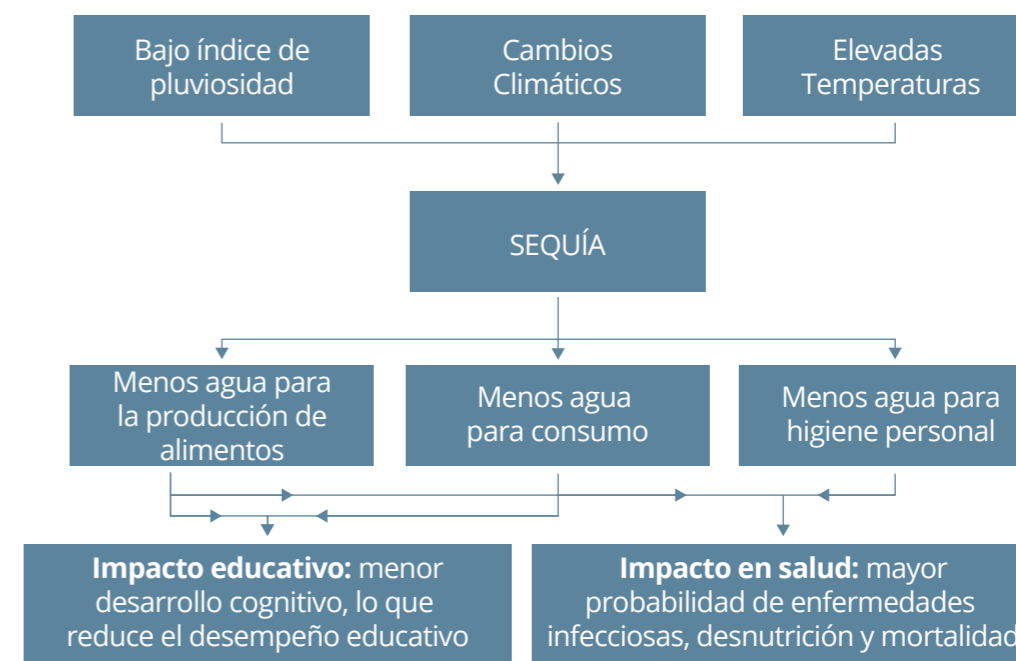 Bajo índice de
pluviosidad
Cambios
Climáticos
Elevadas
Temperaturas
SEQUÍA
Menos agua para
la producción de
alimentos
Menos agua
para consumo
Menos agua para
higiene personal
Impacto educativo: menor
desarrollo cognitivo, lo que
reduce el desempeño educativo
Impacto en salud: mayor
probabilidad de enfermedades
infecciosas, desnutrición y mortalidad